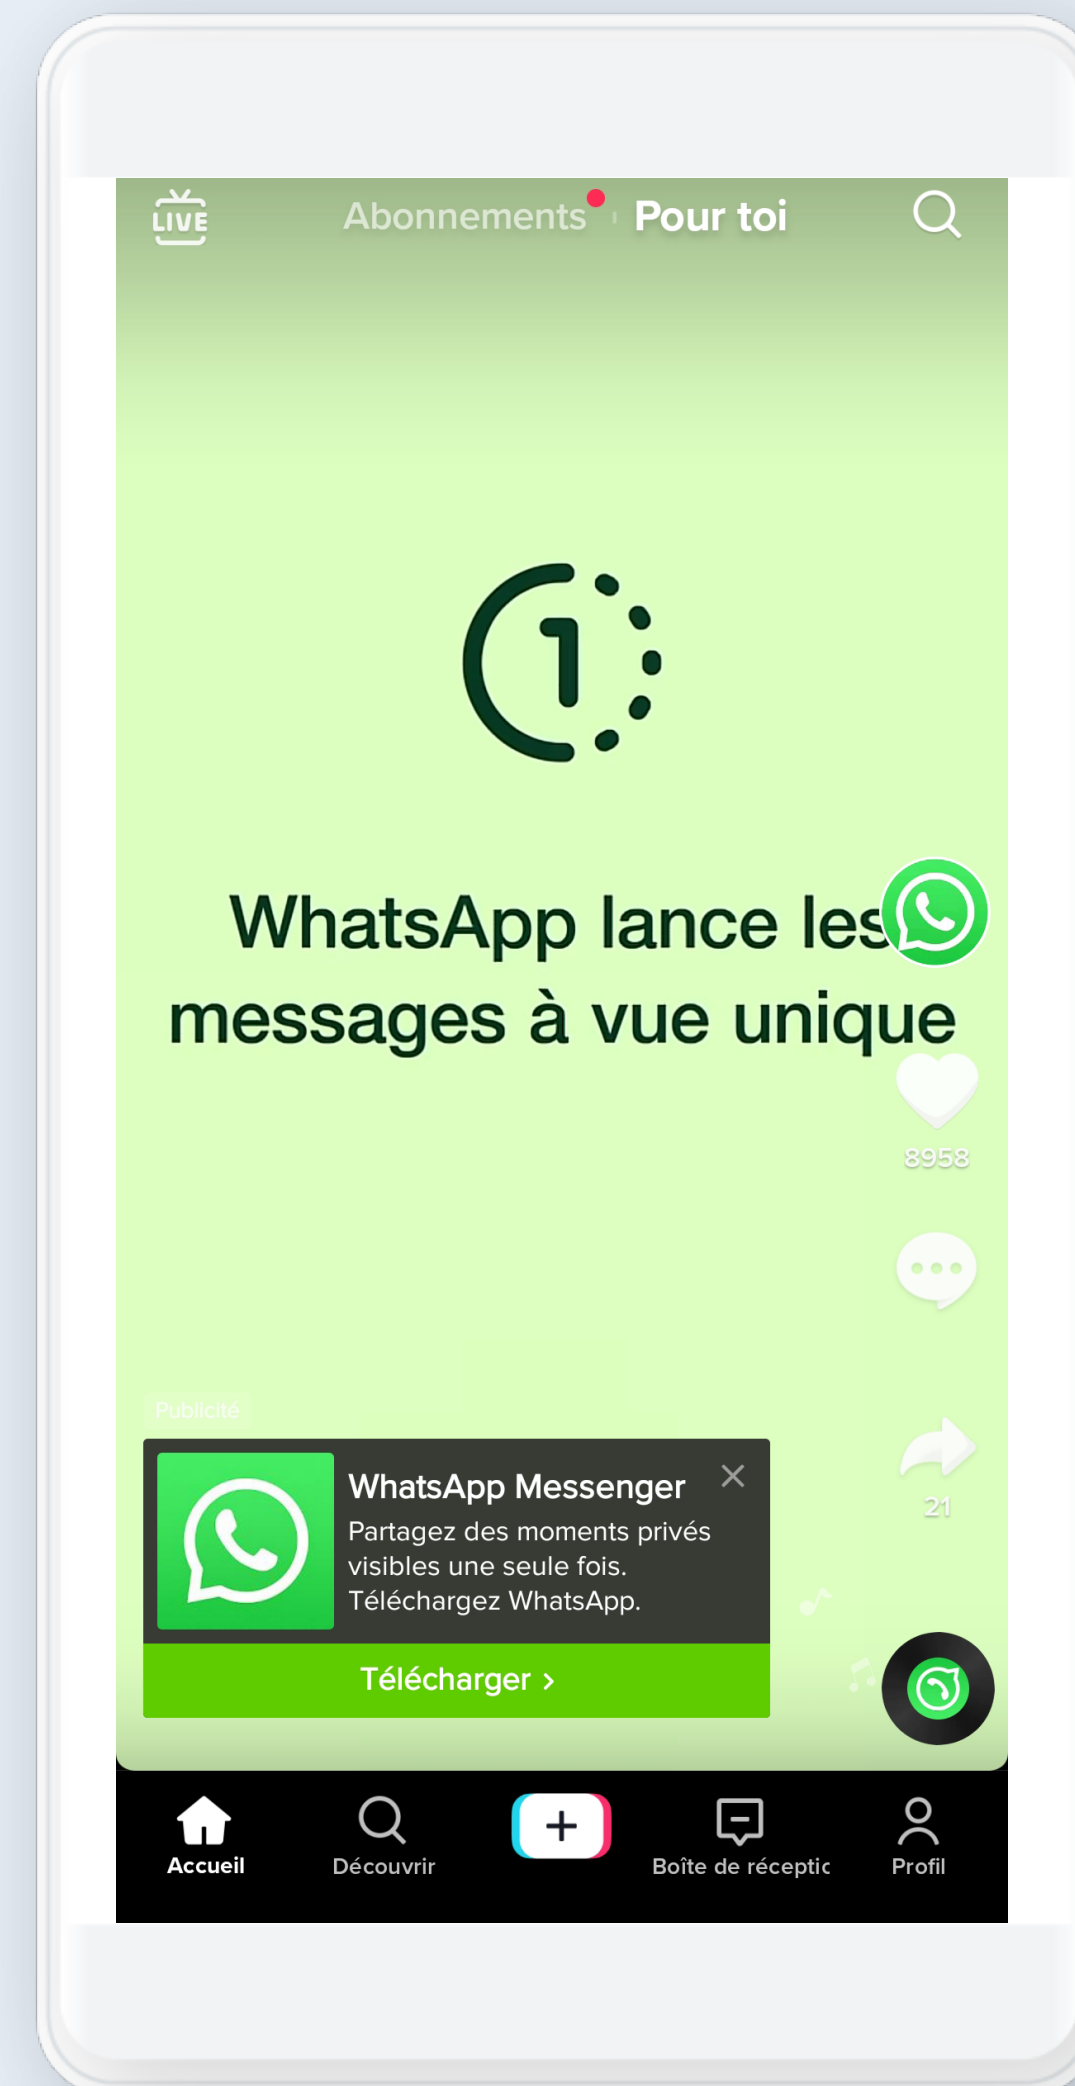 LIVE
Abonnements
Pour toi
1
WhatsApp lance les
messages à vue unique
8958
21
Publicité
WhatsApp Messenger
Partagez des moments privés
visibles une seule fois.
Téléchargez WhatsApp.
Télécharger >
Accueil
Découvrir
Boîte de réceptic
Profil